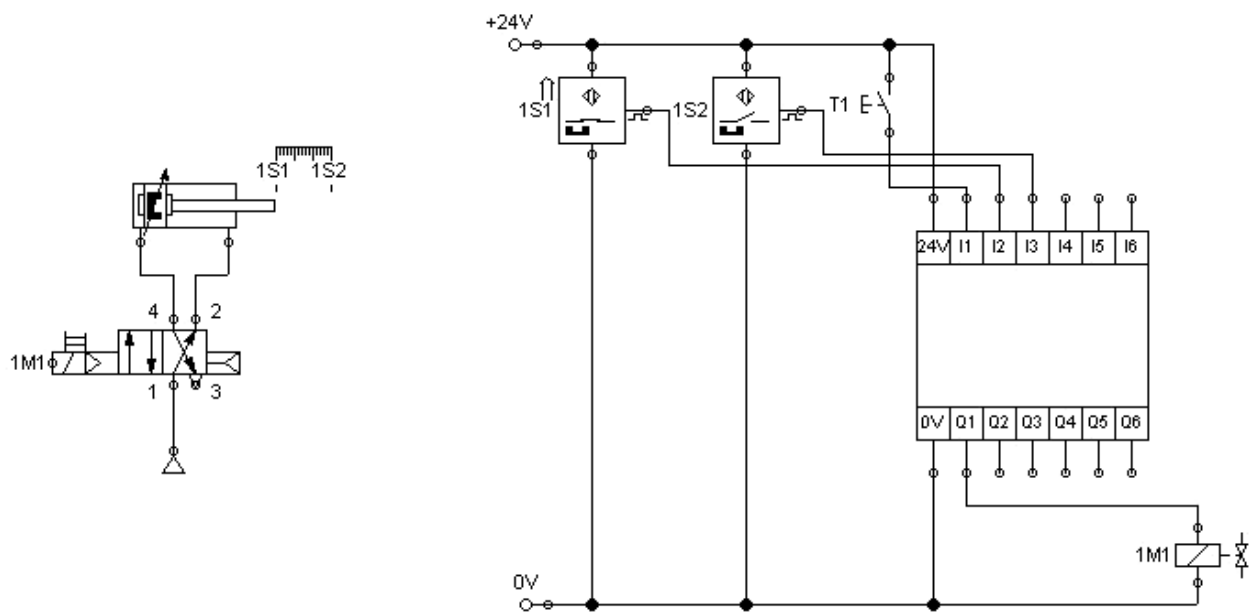 +24V
1S1
1S2
T1
1S1 1S2
4 2
1M1
1 3
24V I1 I2 I3 I4 I5 I6
0V Q1 Q2 Q3 Q4 Q5 Q6
1M1
0V